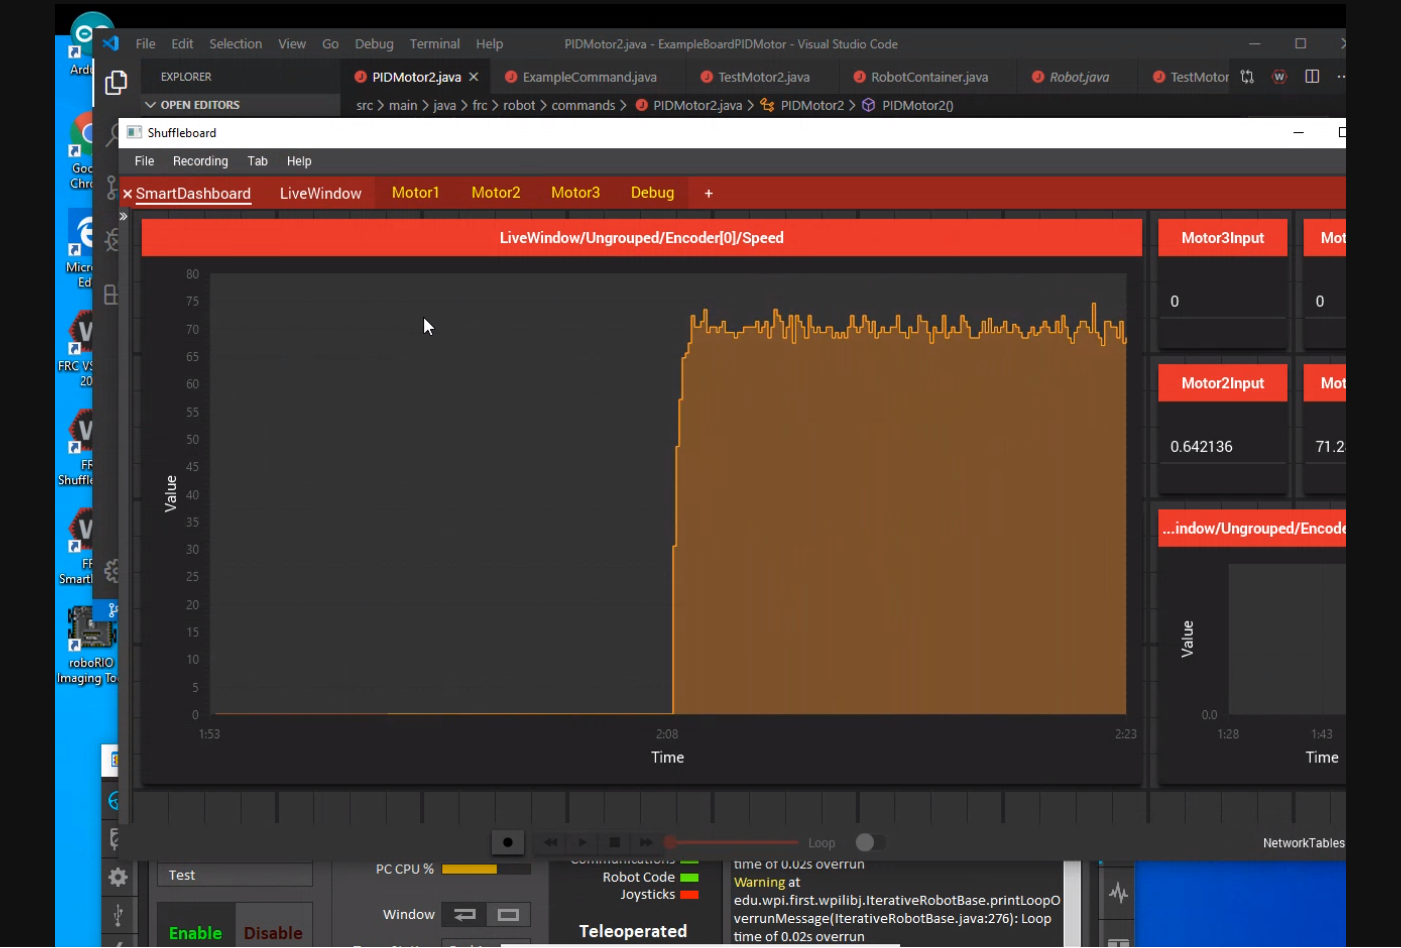 File Edit Selection View Go Debug Terminal Help PIDMotor2.java - ExampleBoardPIDMotor - Visual Studio Code
EXPLORER
PIDMotor2.java ExampleCommand.java TestMotor2.java RobotContainer.java Robot.java TestMotor
OPEN EDITORS
src > main > java > frc > robot > commands > PIDMotor2.java > PIDMotor2 > PIDMotor2()
Ard
Goo
Chr
Micr
Ed
FRC VS
20
FR
Shuffle
FR
Smart
roboRIO
Imaging To
Shuffleboard
File Recording Tab Help
SmartDashboard LiveWindow Motor1 Motor2 Motor3 Debug +
LiveWindow/Ungrouped/Encoder[0]/Speed
80
75
70
65
60
55
50
45
40
35
30
25
20
15
10
5
0
Value
1:53 2:08 2:23
Time
Motor3Input Mot
0 0
Motor2Input Mot
0.642136 71.2
...indow/Ungrouped/Encode
Value
0.0
1:28 1:43
Time
Loop
NetworkTables
Test
Enable Disable
PC CPU %
Window
Communications
Robot Code
Joysticks
Teleoperated
time of 0.02s overrun
Warning at
edu.wpi.first.wpilibj.IterativeRobotBase.printLoopO
verrunMessage(IterativeRobotBase.java:276): Loop
time of 0.02s overrun